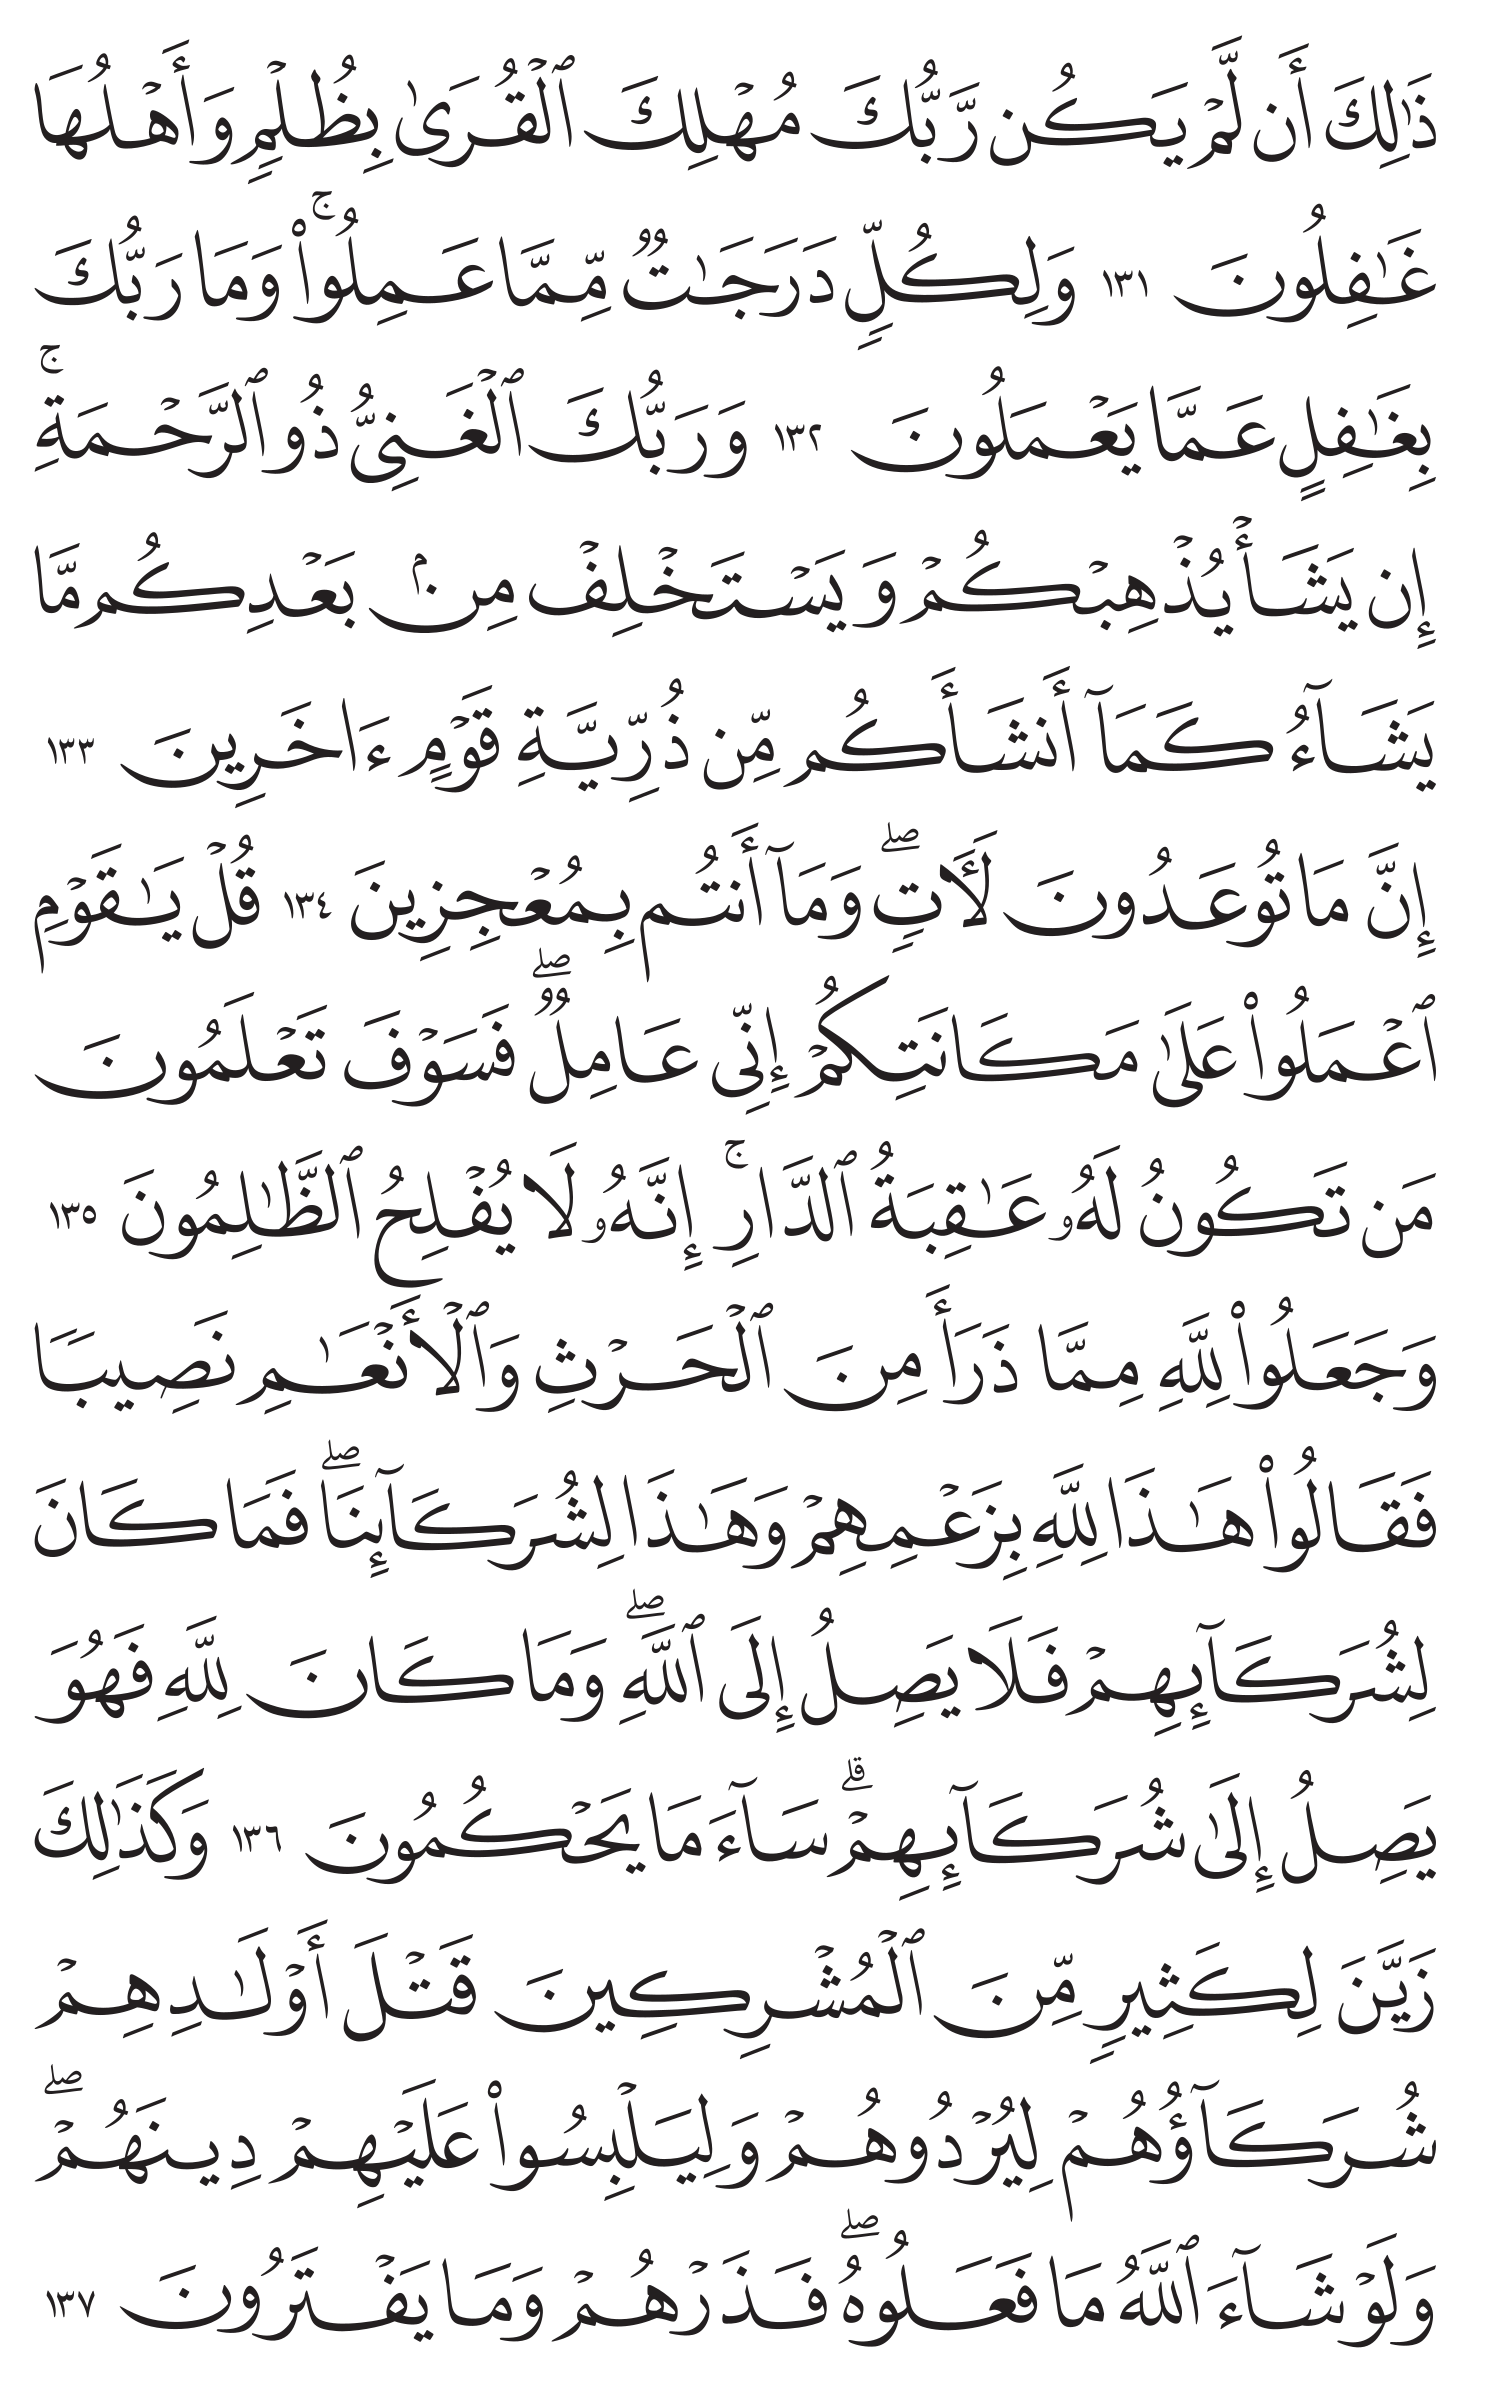 ذَٰلِكَ أَن لَّمْ يَكُن رَّبُّكَ مُهْلِكَ ٱلْقُرَىٰ بِظُلْمٍ وَأَهْلُهَا
غَٰفِلُونَ ١٣١ وَلِكُلٍّ دَرَجَٰتٌ مِّمَّا عَمِلُوا۟ ۚ وَمَا رَبُّكَ
بِغَٰفِلٍ عَمَّا يَعْمَلُونَ ١٣٢ وَرَبُّكَ ٱلْغَنِىُّ ذُو ٱلرَّحْمَةِ ۚ
إِن يَشَأْ يُذْهِبْكُمْ وَيَسْتَخْلِفْ مِنۢ بَعْدِكُم مَّا
يَشَآءُ كَمَآ أَنشَأَكُم مِّن ذُرِّيَّةِ قَوْمٍ ءَاخَرِينَ ١٣٣
إِنَّ مَا تُوعَدُونَ لَأَتٍ ۖ وَمَآ أَنتُم بِمُعْجِزِينَ ١٣٤ قُلْ يَٰقَوْمِ
ٱعْمَلُوا۟ عَلَىٰ مَكَانَتِكُمْ إِنِّى عَامِلٌ ۖ فَسَوْفَ تَعْلَمُونَ
مَن تَكُونُ لَهُۥ عَٰقِبَةُ ٱلدَّارِ ۚ إِنَّهُۥ لَا يُفْلِحُ ٱلظَّٰلِمُونَ ١٣٥
وَجَعَلُوا۟ لِلَّهِ مِمَّا ذَرَأَ مِنَ ٱلْحَرْثِ وَٱلْأَنْعَٰمِ نَصِيبًا
فَقَالُوا۟ هَٰذَا لِلَّهِ بِزَعْمِهِمْ وَهَٰذَا لِشُرَكَآئِنَا ۖ فَمَا كَانَ
لِشُرَكَآئِهِمْ فَلَا يَصِلُ إِلَى ٱللَّهِ ۖ وَمَا كَانَ لِلَّهِ فَهُوَ
يَصِلُ إِلَىٰ شُرَكَآئِهِمْ ۗ سَآءَ مَا يَحْكُمُونَ ١٣٦ وَكَذَٰلِكَ
زَيَّنَ لِكَثِيرٍ مِّنَ ٱلْمُشْرِكِينَ قَتْلَ أَوْلَٰدِهِمْ
شُرَكَآؤُهُمْ لِيُرْدُوهُمْ وَلِيَلْبِسُوا۟ عَلَيْهِمْ دِينَهُمْ ۖ
وَلَوْ شَآءَ ٱللَّهُ مَا فَعَلُوهُ ۖ فَذَرْهُمْ وَمَا يَفْتَرُونَ ١٣٧